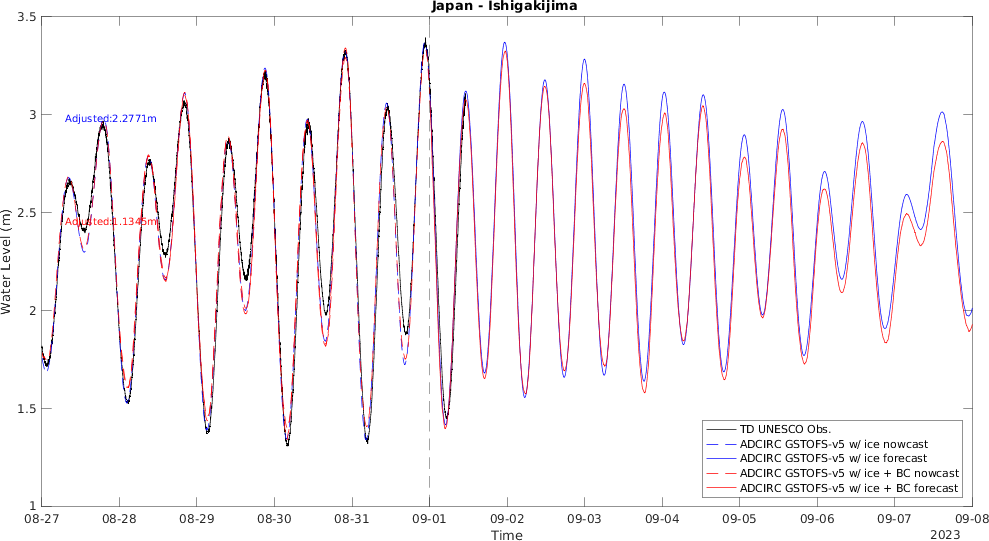 Japan - Ishigakijima
3.5
3
2.5
2
1.5
1
Water Level (m)
Adjusted:2.2771m
Adjusted:1.1345m
TD UNESCO Obs.
ADCIRC GSTOFS-v5 w/ ice nowcast
ADCIRC GSTOFS-v5 w/ ice forecast
ADCIRC GSTOFS-v5 w/ ice + BC nowcast
ADCIRC GSTOFS-v5 w/ ice + BC forecast
08-27 08-28 08-29 08-30 08-31 09-01 09-02 09-03 09-04 09-05 09-06 09-07 09-08
Time
2023